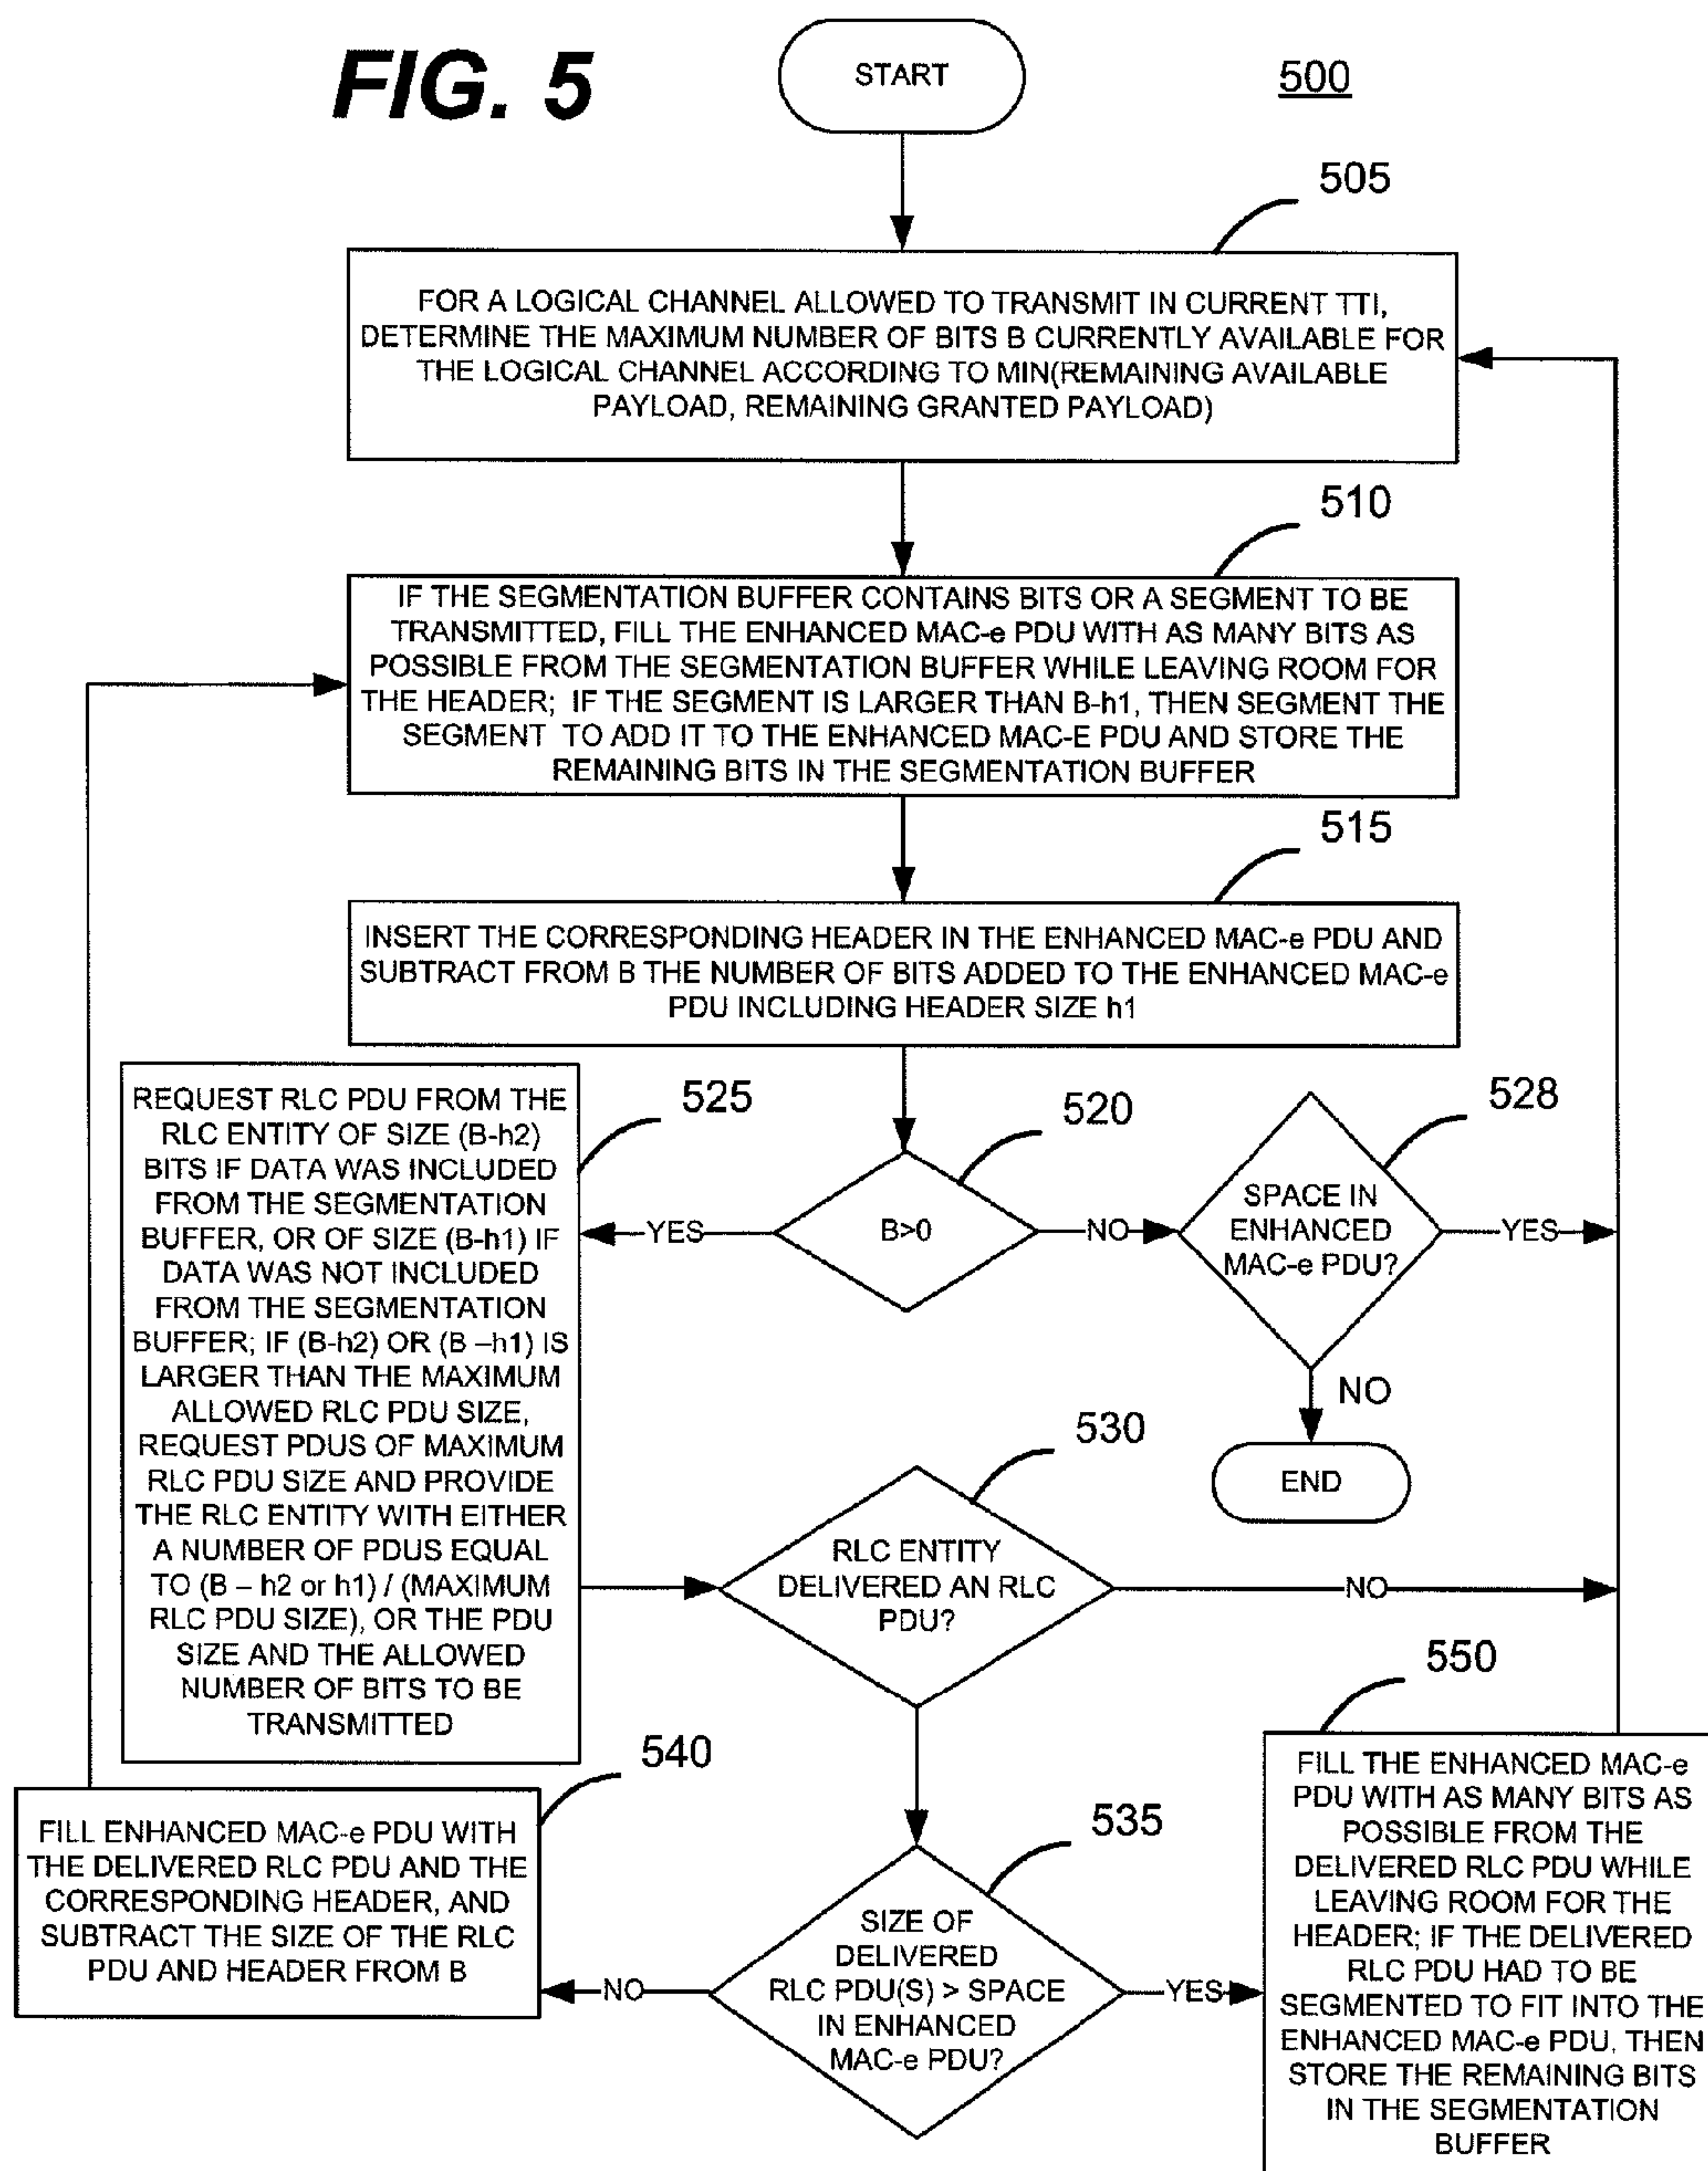 FIG. 5
START
500
505
FOR A LOGICAL CHANNEL ALLOWED TO TRANSMIT IN CURRENT TTI,
DETERMINE THE MAXIMUM NUMBER OF BITS B CURRENTLY AVAILABLE FOR
THE LOGICAL CHANNEL ACCORDING TO MIN(REMAINING AVAILABLE
PAYLOAD, REMAINING GRANTED PAYLOAD)
510
IF THE SEGMENTATION BUFFER CONTAINS BITS OR A SEGMENT TO BE
TRANSMITTED, FILL THE ENHANCED MAC-e PDU WITH AS MANY BITS AS
POSSIBLE FROM THE SEGMENTATION BUFFER WHILE LEAVING ROOM FOR
THE HEADER; IF THE SEGMENT IS LARGER THAN B-h1, THEN SEGMENT THE
SEGMENT TO ADD IT TO THE ENHANCED MAC-E PDU AND STORE THE
REMAINING BITS IN THE SEGMENTATION BUFFER
515
INSERT THE CORRESPONDING HEADER IN THE ENHANCED MAC-e PDU AND
SUBTRACT FROM B THE NUMBER OF BITS ADDED TO THE ENHANCED MAC-e
PDU INCLUDING HEADER SIZE h1
525
REQUEST RLC PDU FROM THE
RLC ENTITY OF SIZE (B-h2)
BITS IF DATA WAS INCLUDED
FROM THE SEGMENTATION
BUFFER, OR OF SIZE (B-h1) IF
DATA WAS NOT INCLUDED
FROM THE SEGMENTATION
BUFFER; IF (B-h2) OR (B –h1) IS
LARGER THAN THE MAXIMUM
ALLOWED RLC PDU SIZE,
REQUEST PDUS OF MAXIMUM
RLC PDU SIZE AND PROVIDE
THE RLC ENTITY WITH EITHER
A NUMBER OF PDUS EQUAL
TO (B – h2 or h1) / (MAXIMUM
RLC PDU SIZE), OR THE PDU
SIZE AND THE ALLOWED
NUMBER OF BITS TO BE
TRANSMITTED
520
B>0
YES
NO
528
SPACE IN
ENHANCED
MAC-e PDU?
YES
NO
END
530
RLC ENTITY
DELIVERED AN RLC
PDU?
NO
535
SIZE OF
DELIVERED
RLC PDU(S) > SPACE
IN ENHANCED
MAC-e PDU?
NO
YES
540
FILL ENHANCED MAC-e PDU WITH
THE DELIVERED RLC PDU AND THE
CORRESPONDING HEADER, AND
SUBTRACT THE SIZE OF THE RLC
PDU AND HEADER FROM B
550
FILL THE ENHANCED MAC-e
PDU WITH AS MANY BITS AS
POSSIBLE FROM THE
DELIVERED RLC PDU WHILE
LEAVING ROOM FOR THE
HEADER; IF THE DELIVERED
RLC PDU HAD TO BE
SEGMENTED TO FIT INTO THE
ENHANCED MAC-e PDU, THEN
STORE THE REMAINING BITS
IN THE SEGMENTATION
BUFFER